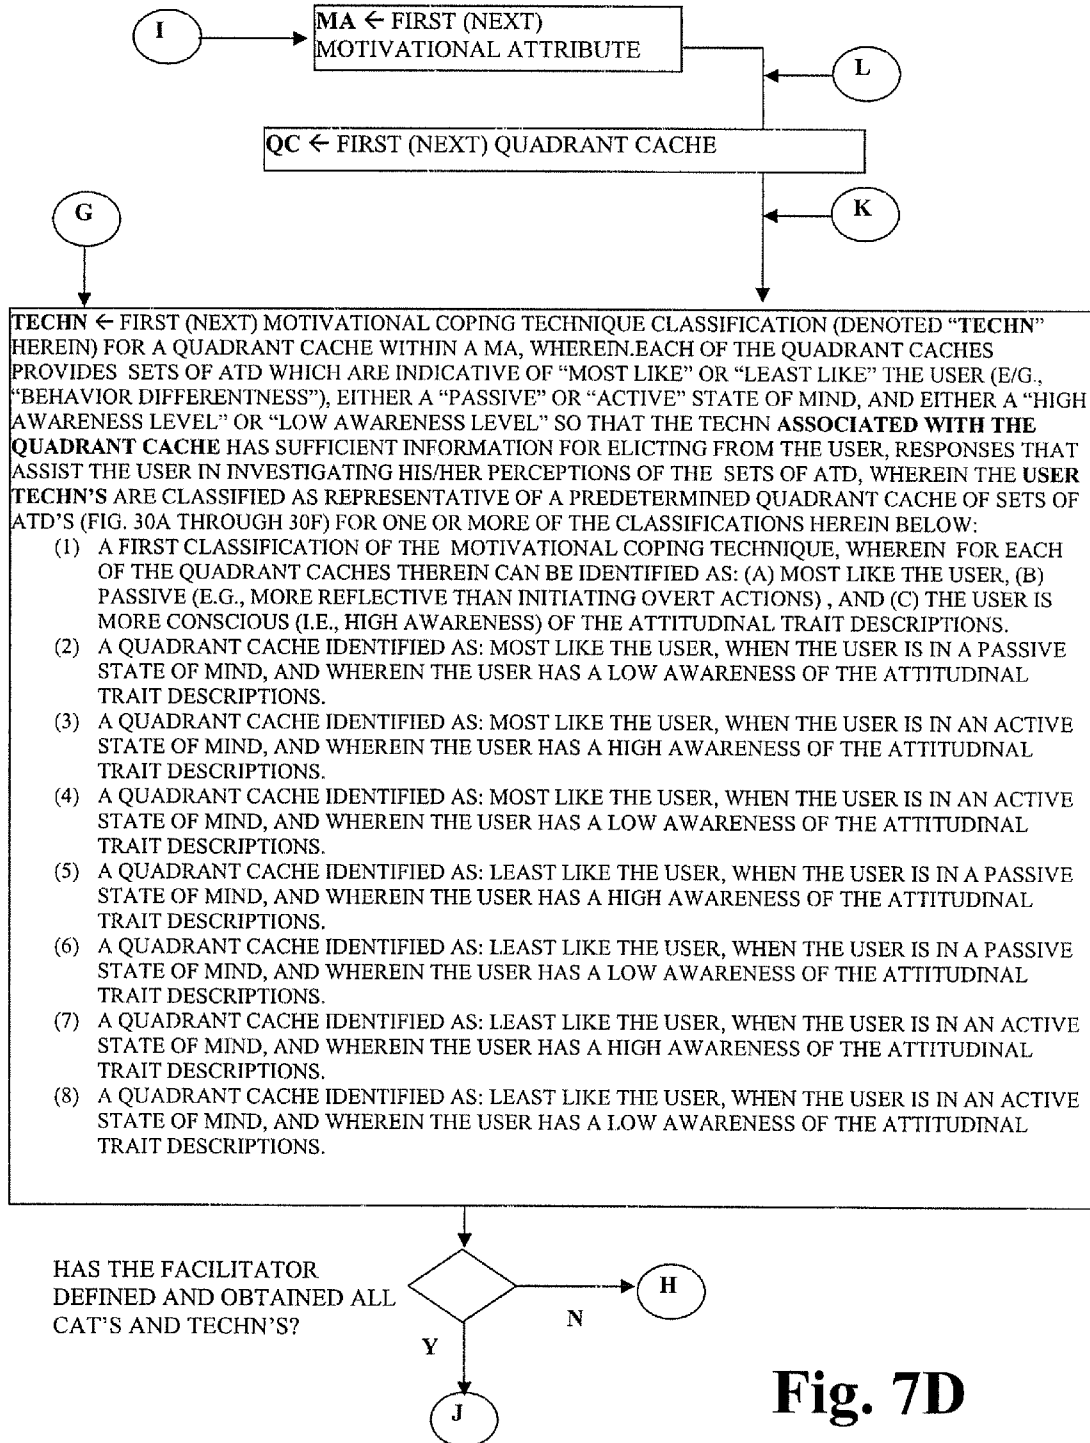 I
MA ← FIRST (NEXT)
MOTIVATIONAL ATTRIBUTE
L
QC ← FIRST (NEXT) QUADRANT CACHE
G
K
TECHN ← FIRST (NEXT) MOTIVATIONAL COPING TECHNIQUE CLASSIFICATION (DENOTED “TECHN”
HEREIN) FOR A QUADRANT CACHE WITHIN A MA, WHEREIN.EACH OF THE QUADRANT CACHES
PROVIDES SETS OF ATD WHICH ARE INDICATIVE OF “MOST LIKE” OR “LEAST LIKE” THE USER (E/G.,
“BEHAVIOR DIFFERENTNESS”), EITHER A “PASSIVE” OR “ACTIVE” STATE OF MIND, AND EITHER A “HIGH
AWARENESS LEVEL” OR “LOW AWARENESS LEVEL” SO THAT THE TECHN ASSOCIATED WITH THE
QUADRANT CACHE HAS SUFFICIENT INFORMATION FOR ELICTING FROM THE USER, RESPONSES THAT
ASSIST THE USER IN INVESTIGATING HIS/HER PERCEPTIONS OF THE SETS OF ATD, WHEREIN THE USER
TECHN'S ARE CLASSIFIED AS REPRESENTATIVE OF A PREDETERMINED QUADRANT CACHE OF SETS OF
ATD'S (FIG. 30A THROUGH 30F) FOR ONE OR MORE OF THE CLASSIFICATIONS HEREIN BELOW:
(1) A FIRST CLASSIFICATION OF THE MOTIVATIONAL COPING TECHNIQUE, WHEREIN FOR EACH
OF THE QUADRANT CACHES THEREIN CAN BE IDENTIFIED AS: (A) MOST LIKE THE USER, (B)
PASSIVE (E.G., MORE REFLECTIVE THAN INITIATING OVERT ACTIONS) , AND (C) THE USER IS
MORE CONSCIOUS (I.E., HIGH AWARENESS) OF THE ATTITUDINAL TRAIT DESCRIPTIONS.
(2) A QUADRANT CACHE IDENTIFIED AS: MOST LIKE THE USER, WHEN THE USER IS IN A PASSIVE
STATE OF MIND, AND WHEREIN THE USER HAS A LOW AWARENESS OF THE ATTITUDINAL
TRAIT DESCRIPTIONS.
(3) A QUADRANT CACHE IDENTIFIED AS: MOST LIKE THE USER, WHEN THE USER IS IN AN ACTIVE
STATE OF MIND, AND WHEREIN THE USER HAS A HIGH AWARENESS OF THE ATTITUDINAL
TRAIT DESCRIPTIONS.
(4) A QUADRANT CACHE IDENTIFIED AS: MOST LIKE THE USER, WHEN THE USER IS IN AN ACTIVE
STATE OF MIND, AND WHEREIN THE USER HAS A LOW AWARENESS OF THE ATTITUDINAL
TRAIT DESCRIPTIONS.
(5) A QUADRANT CACHE IDENTIFIED AS: LEAST LIKE THE USER, WHEN THE USER IS IN A PASSIVE
STATE OF MIND, AND WHEREIN THE USER HAS A HIGH AWARENESS OF THE ATTITUDINAL
TRAIT DESCRIPTIONS.
(6) A QUADRANT CACHE IDENTIFIED AS: LEAST LIKE THE USER, WHEN THE USER IS IN A PASSIVE
STATE OF MIND, AND WHEREIN THE USER HAS A LOW AWARENESS OF THE ATTITUDINAL
TRAIT DESCRIPTIONS.
(7) A QUADRANT CACHE IDENTIFIED AS: LEAST LIKE THE USER, WHEN THE USER IS IN AN ACTIVE
STATE OF MIND, AND WHEREIN THE USER HAS A HIGH AWARENESS OF THE ATTITUDINAL
TRAIT DESCRIPTIONS.
(8) A QUADRANT CACHE IDENTIFIED AS: LEAST LIKE THE USER, WHEN THE USER IS IN AN ACTIVE
STATE OF MIND, AND WHEREIN THE USER HAS A LOW AWARENESS OF THE ATTITUDINAL
TRAIT DESCRIPTIONS.
HAS THE FACILITATOR
DEFINED AND OBTAINED ALL
CAT'S AND TECHN'S?
H
N
Y
J
Fig. 7D